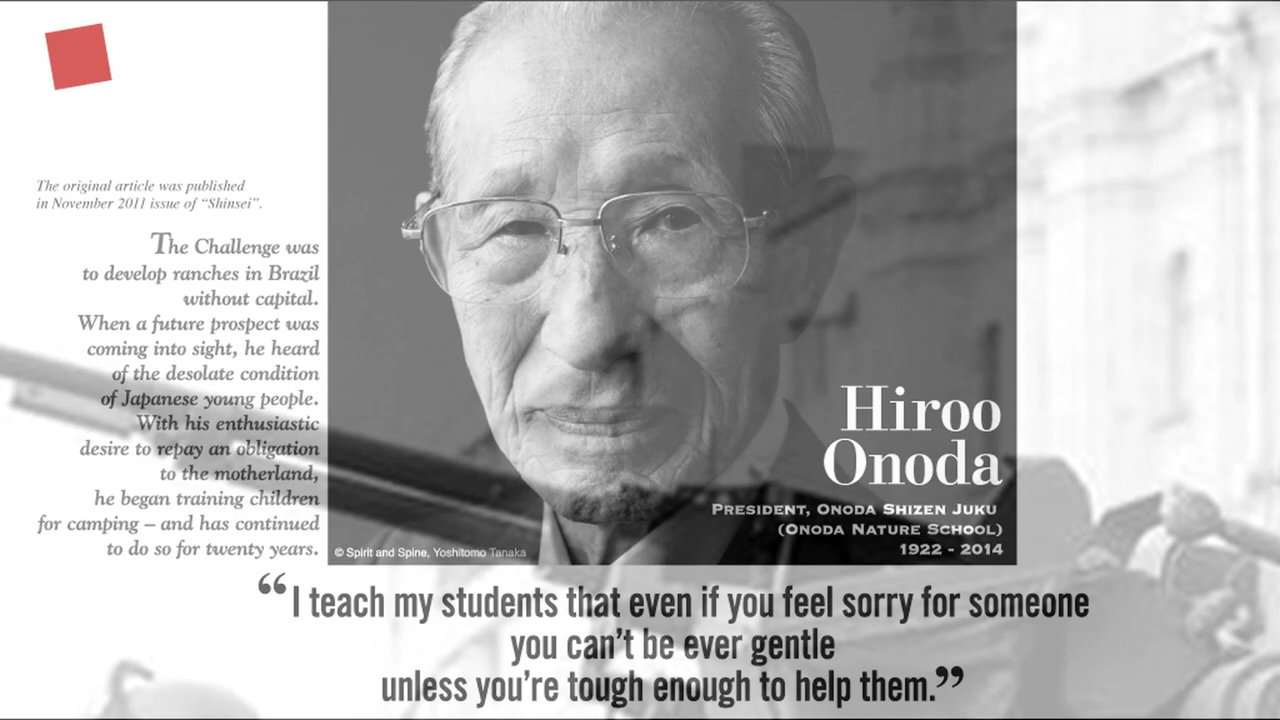 The original article was published
in November 2011 issue of “Shinsei”.
The Challenge was
to develop ranches in Brazil
without capital.
When a future prospect was
coming into sight, he heard
of the desolate condition
of Japanese young people.
With his enthusiastic
desire to repay an obligation
to the motherland,
he began training children
for camping – and has continued
to do so for twenty years.
© Spirit and Spine, Yoshitomo Tanaka
Hiroo
Onoda
President, Onoda Shizen Juku
(Onoda Nature School)
1922 - 2014
“I teach my students that even if you feel sorry for someone
you can’t be ever gentle
unless you’re tough enough to help them.”